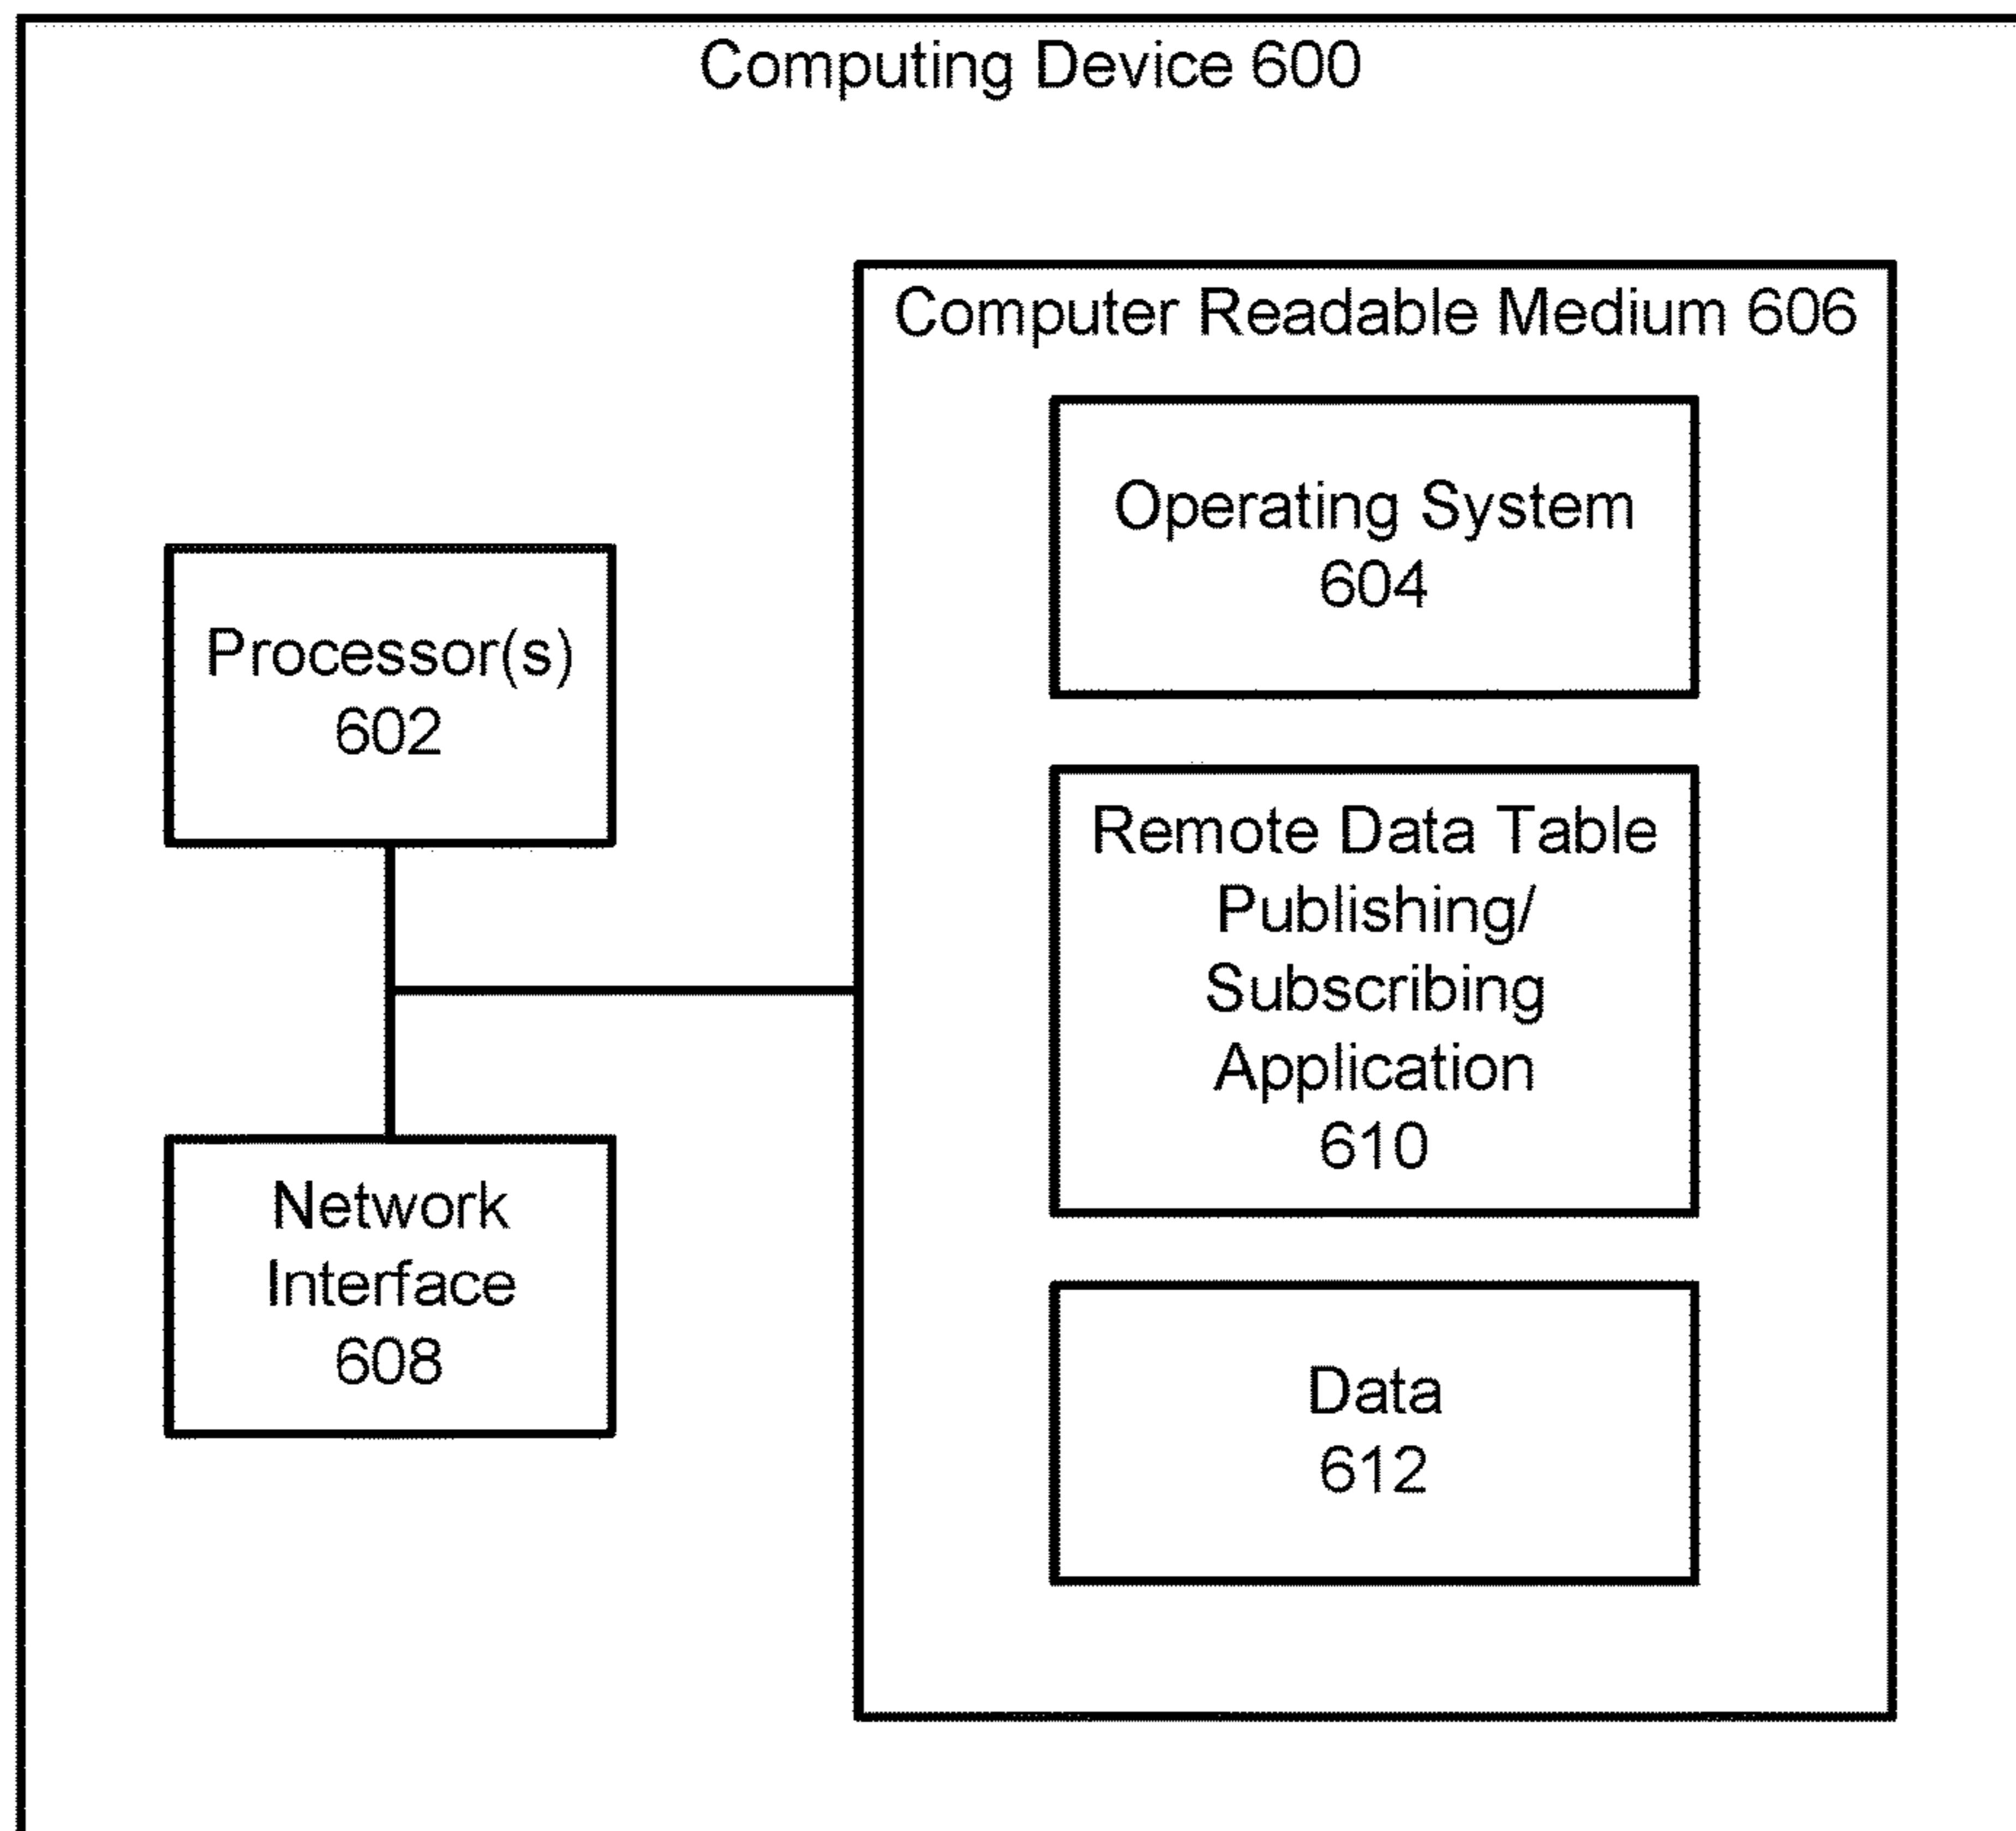 Computing Device 600
Processor(s)
602
Network
Interface
608
Computer Readable Medium 606
Operating System
604
Remote Data Table
Publishing/
Subscribing
Application
610
Data
612